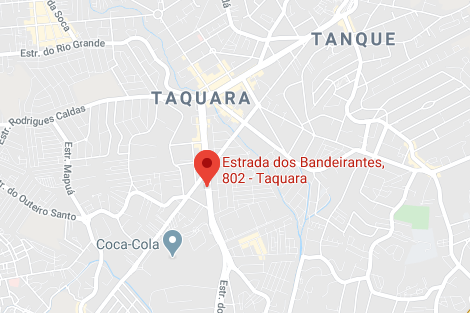 da Soca
Estr. do Rio Grande
TANQUE
TAQUARA
Estr. Rodrigues Caldas
Estr. Mapuá
Estr. do Outeiro Santo
Estrada dos Bandeirantes,
802 - Taquara
Coca-Cola
Estr. do